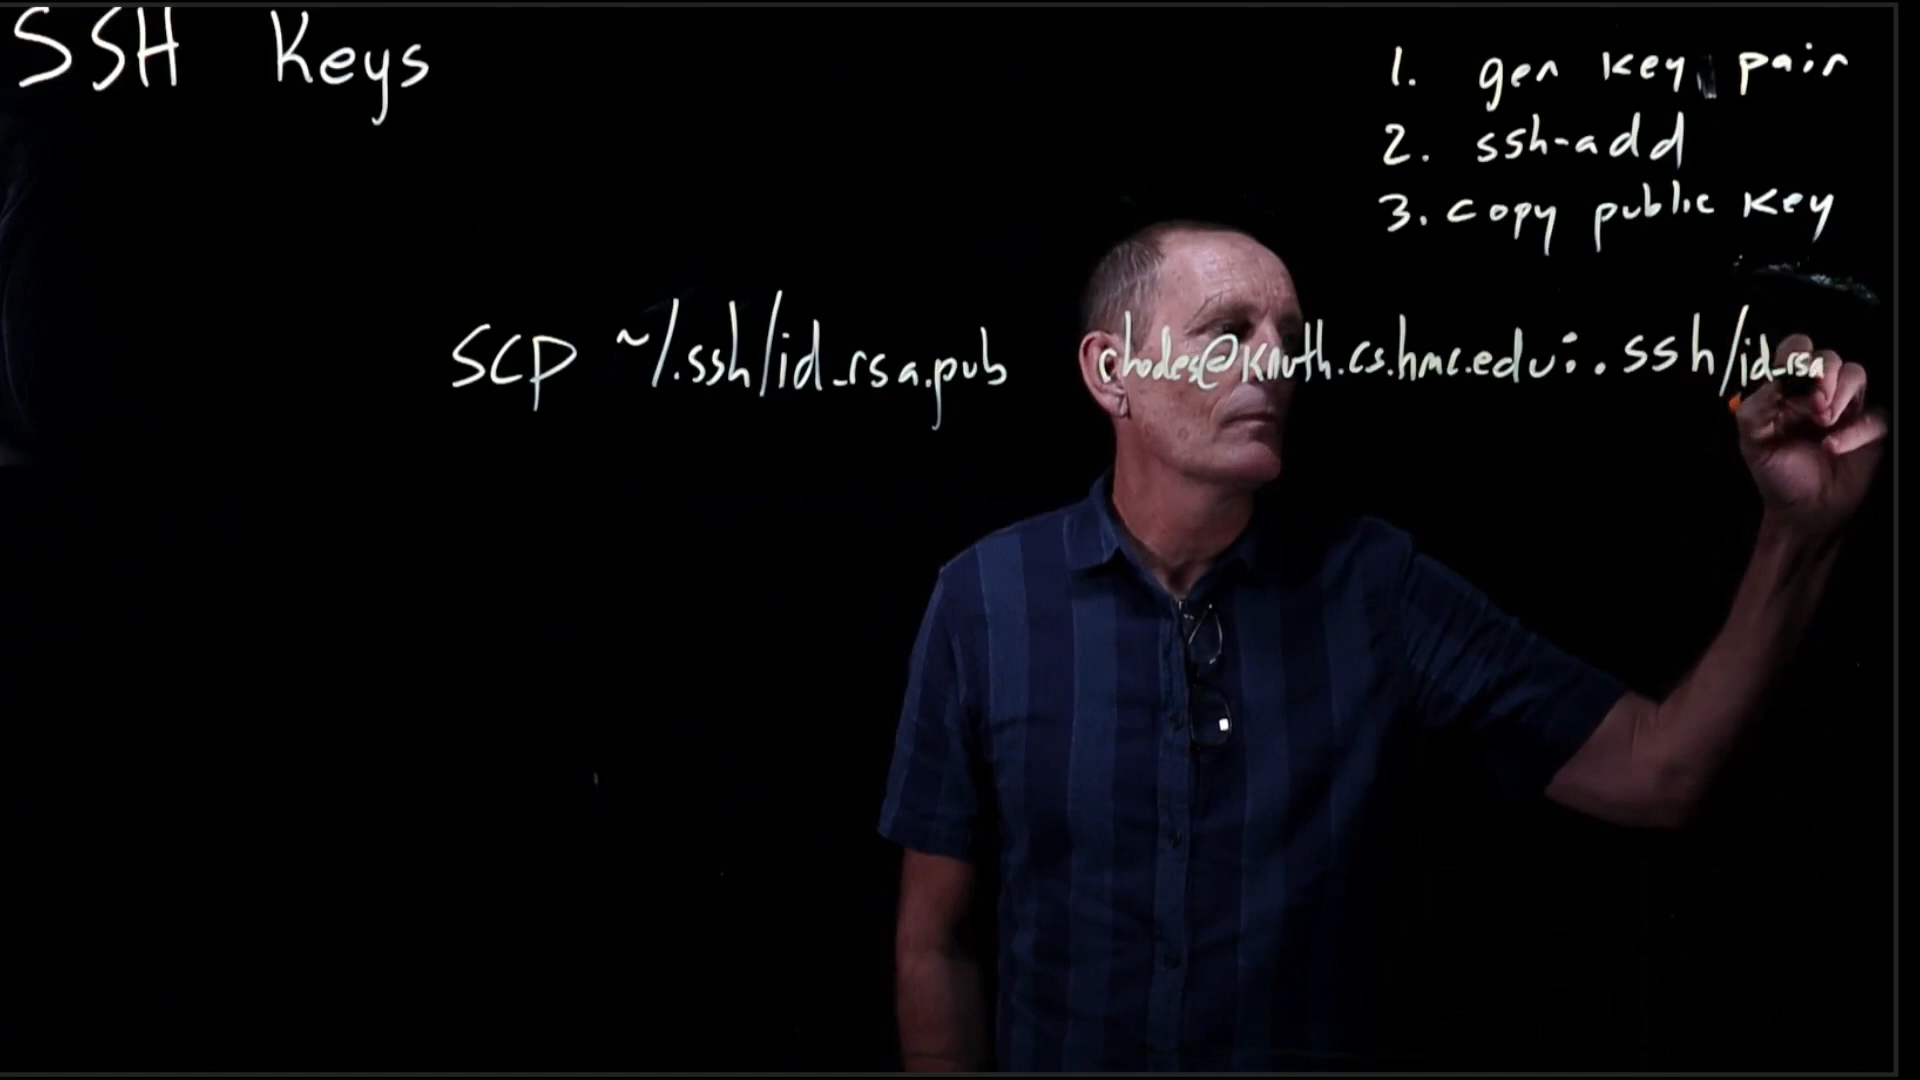 SSH Keys
1. gen key pair
2. ssh-add
3. copy public key
SCP ~/.ssh/id_rsa.pub chodes@knuth.cs.hmc.edu:.ssh/id_rsa